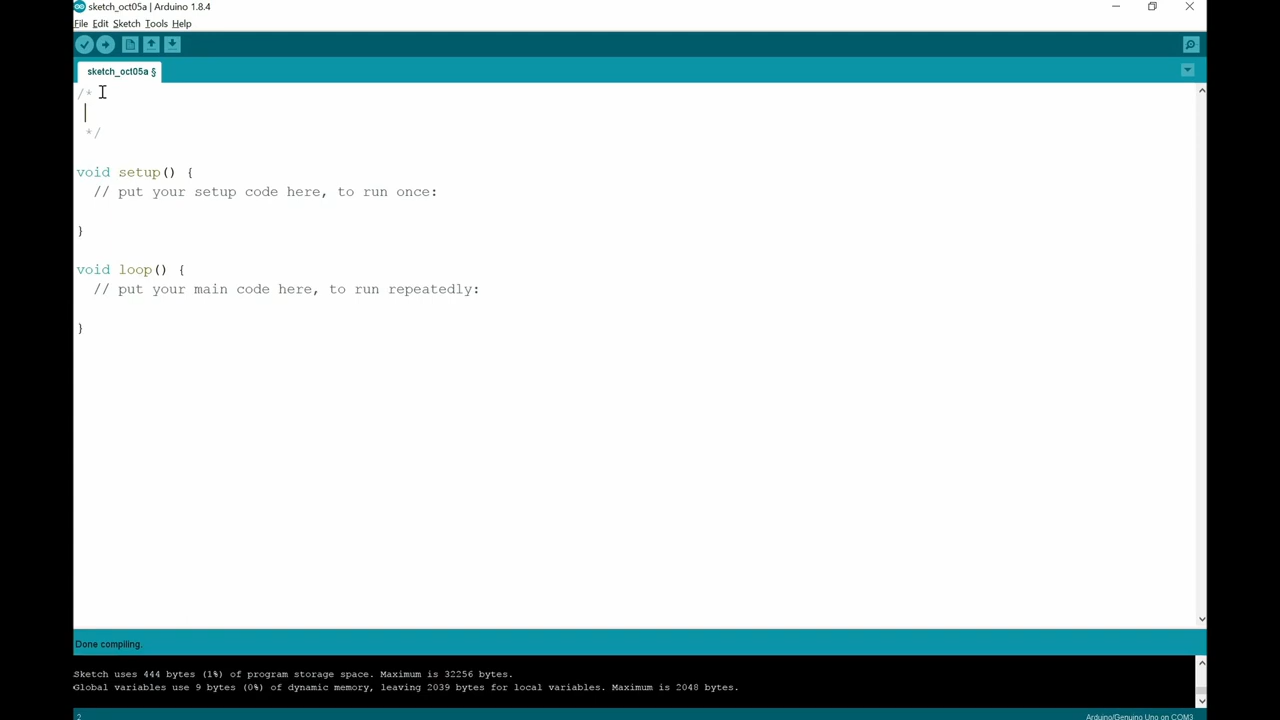 sketch_oct05a | Arduino 1.8.4
File Edit Sketch Tools Help
sketch_oct05a §
/*
*/
void setup() {
// put your setup code here, to run once:
}
void loop() {
// put your main code here, to run repeatedly:
}
Done compiling.
Sketch uses 444 bytes (1%) of program storage space. Maximum is 32256 bytes.
Global variables use 9 bytes (0%) of dynamic memory, leaving 2039 bytes for local variables. Maximum is 2048 bytes.
2 Arduino/Genuino Uno on COM3